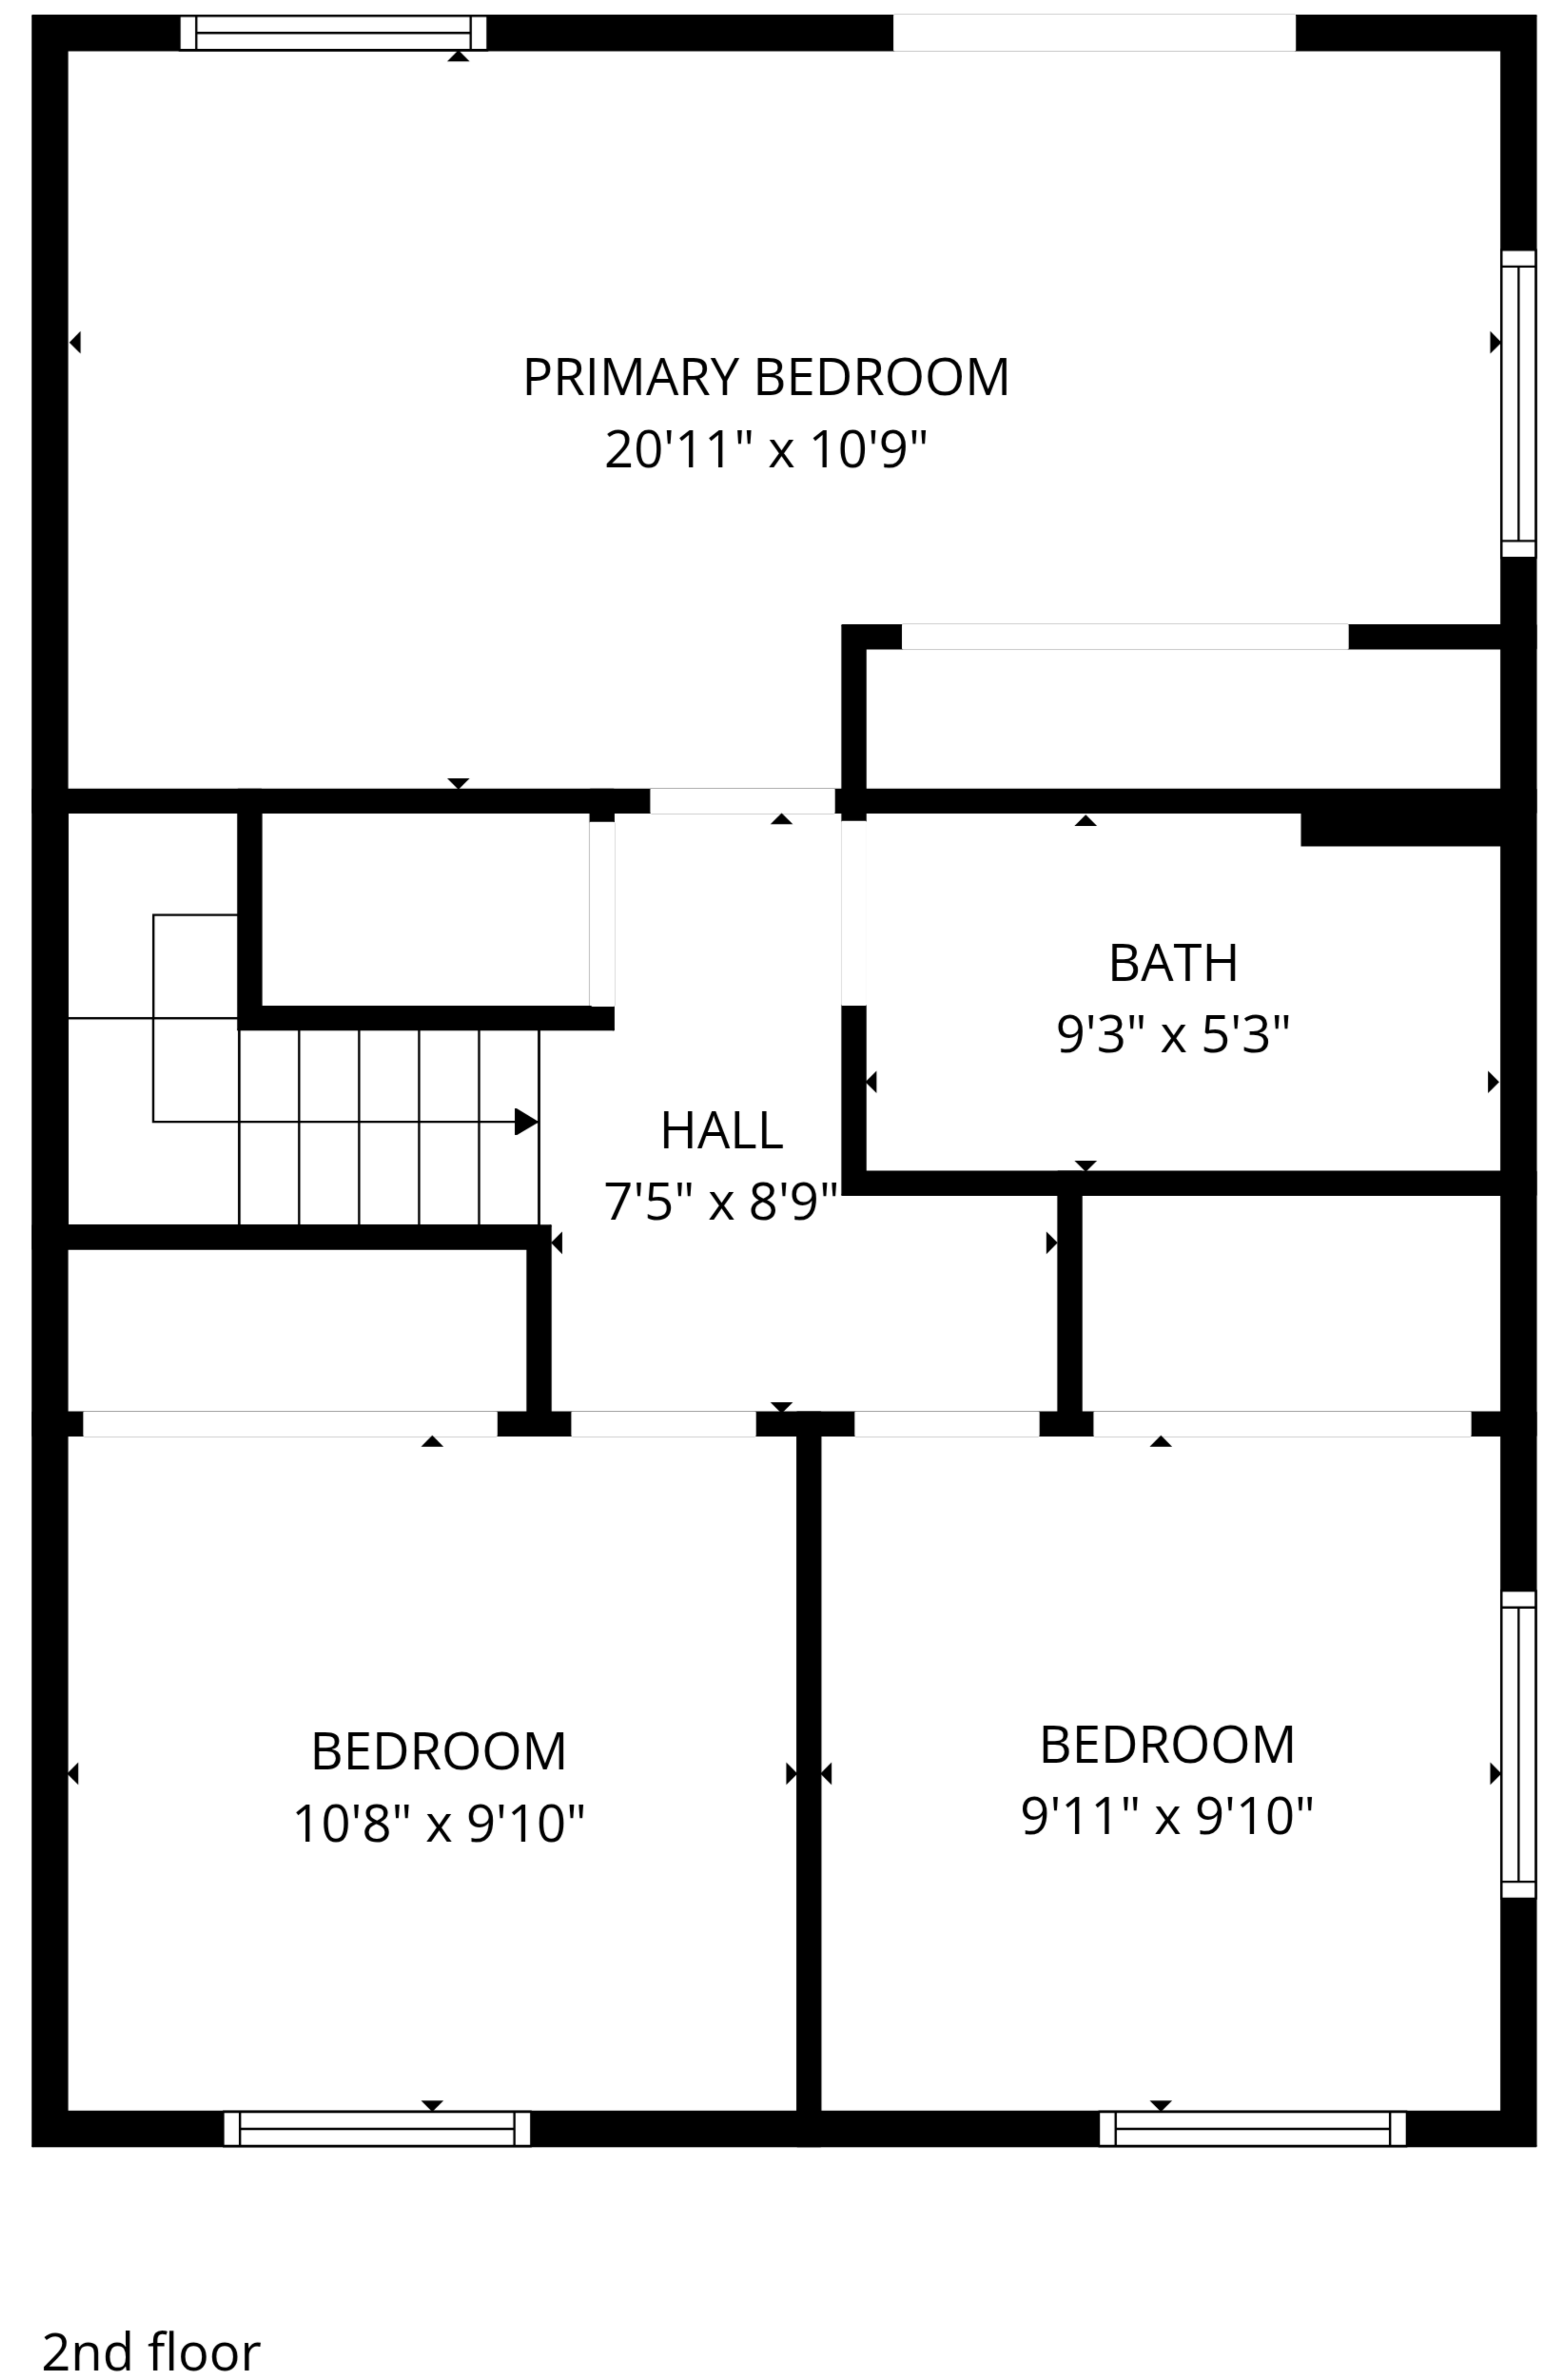 PRIMARY BEDROOM
20'11" x 10'9"
BATH
9'3" x 5'3"
HALL
7'5" x 8'9"
BEDROOM
10'8" x 9'10"
BEDROOM
9'11" x 9'10"
2nd floor